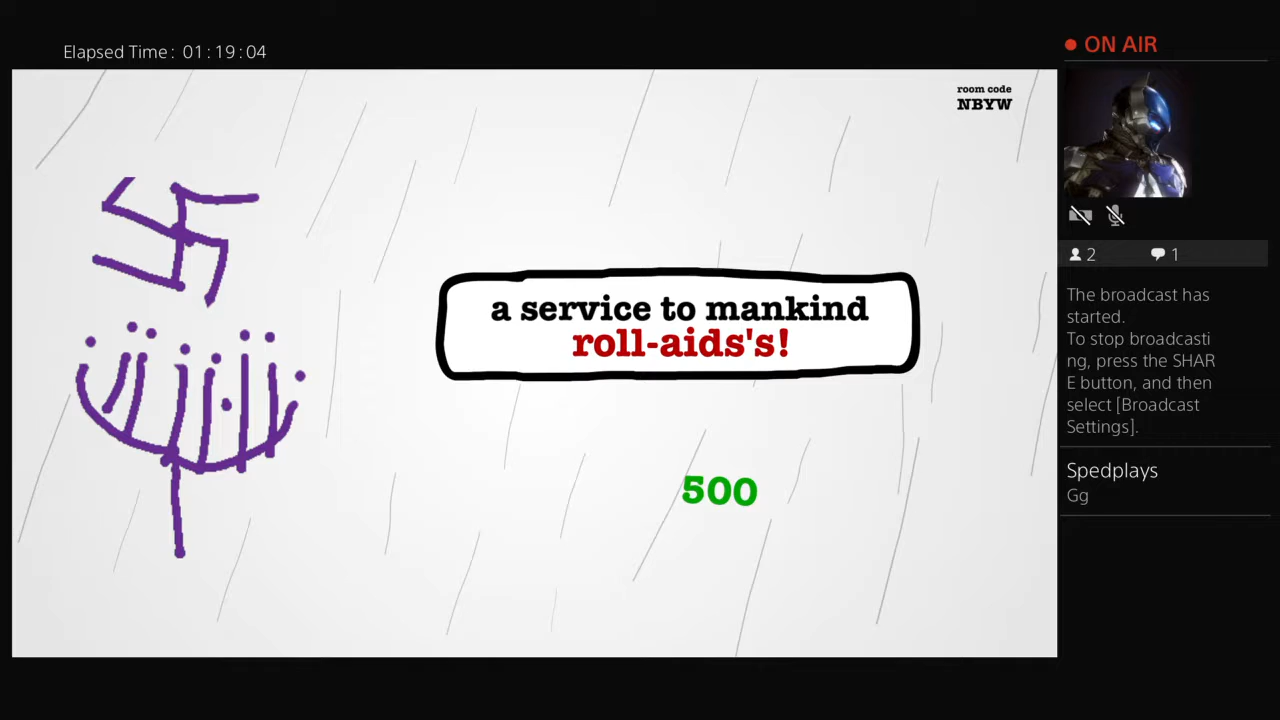 Elapsed Time: 01:19:04
ON AIR
room code
NBYW
a service to mankind
roll-aids's!
500
2
1
The broadcast has
started.
To stop broadcasti
ng, press the SHAR
E button, and then
select [Broadcast
Settings].
Spedplays
Gg